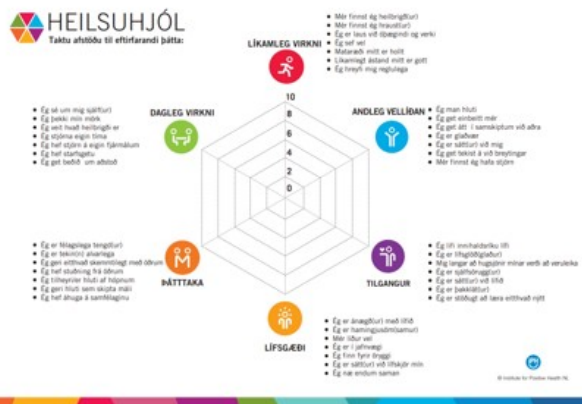 HEILSUHJÓL
Taktu afstöðu til eftirfarandi þátta:
LÍKAMLEG VIRKNI
Mér finnst ég heilbrigð(ur)
Mér finnst ég hraust(ur)
Ég er laus við óþægindi og verki
Ég sef vel
Mataræði mitt er hollt
Líkamlegt ástand mitt er gott
Ég hreyfi mig reglulega
10
8
6
4
2
0
DAGLEG VIRKNI
Ég sé um mig sjálf(ur)
Ég þekki mín mörk
Ég veit hvað heilbrigði er
Ég stjórna eigin tíma
Ég hef stjórn á eigin fjármálum
Ég hef starfsgetu
Ég get beðið um aðstoð
ANDLEG VELLÍÐAN
Ég man hluti
Ég get einbeitt mér
Ég get átt í samskiptum við aðra
Ég er glaðvær
Ég er sátt(ur) við mig
Ég get tekist á við breytingar
Mér finnst ég hafa stjórn
ÞÁTTTAKA
Ég er félagslega tengd(ur)
Ég er tekin(n) alvarlega
Ég geri eitthvað skemmtilegt með öðrum
Ég hef stuðning frá öðrum
Ég tilheyri hluti af hópnum
Ég geri hluti sem skipta máli
Ég hef áhuga á samfélaginu
TILGANGUR
Ég lifi innihaldsríku lífi
Ég er lífsglöð(glaður)
Mig langar að hugsjónir mínar verði að veruleika
Ég er sjálfsörugg(ur)
Ég er sátt(ur) við lífið
Ég er þakklát(ur)
Ég er stöðugt að læra eitthvað nýtt
LÍFSGÆÐI
Ég er ánægð(ur) með lífið
Ég er hamingjusöm(samur)
Mér líður vel
Ég er í jafnvægi
Ég finn fyrir öryggi
Ég er sátt(ur) við lífskjör mín
Ég næ endum saman
© Institute for Positive Health (NL)